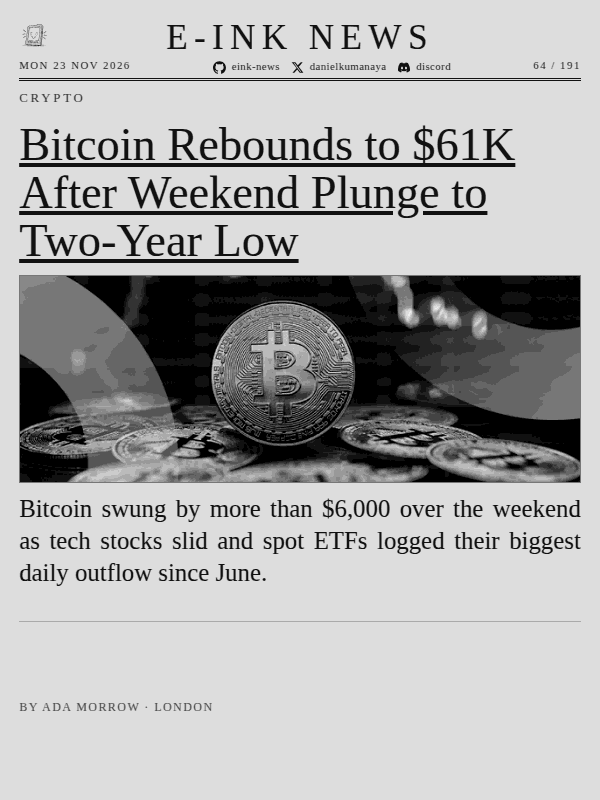 E-INK NEWS
MON 23 NOV 2026
eink-news danielkumanaya discord
64 / 191
CRYPTO
Bitcoin Rebounds to $61K
After Weekend Plunge to
Two-Year Low
Bitcoin swung by more than $6,000 over the weekend
as tech stocks slid and spot ETFs logged their biggest
daily outflow since June.
BY ADA MORROW · LONDON